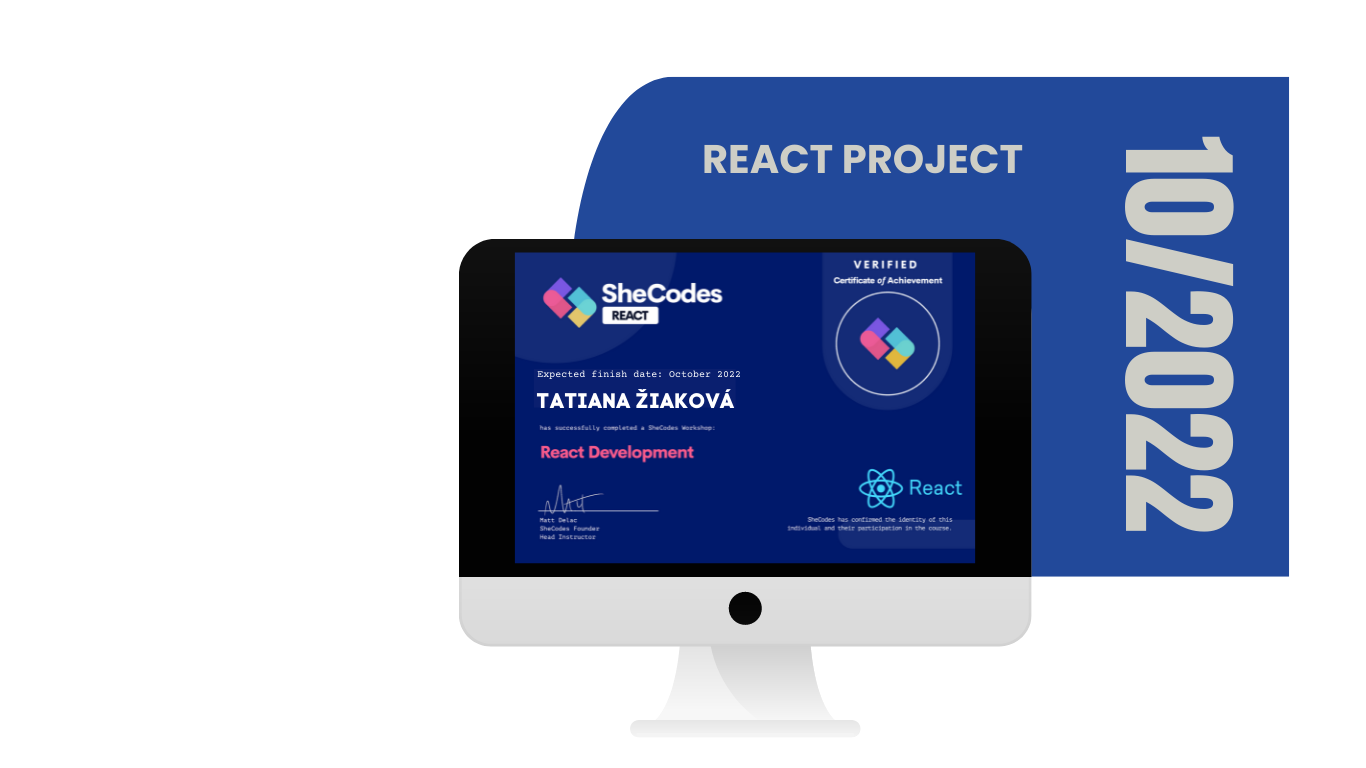 REACT PROJECT
10/2022
SheCodes
REACT
VERIFIED
Certificate of Achievement
Expected finish date: October 2022
TATIANA ŽIAKOVÁ
has successfully completed a SheCodes Workshop:
React Development
Matt Delac
SheCodes Founder
Head Instructor
React
SheCodes has confirmed the identity of this
individual and their participation in the course.